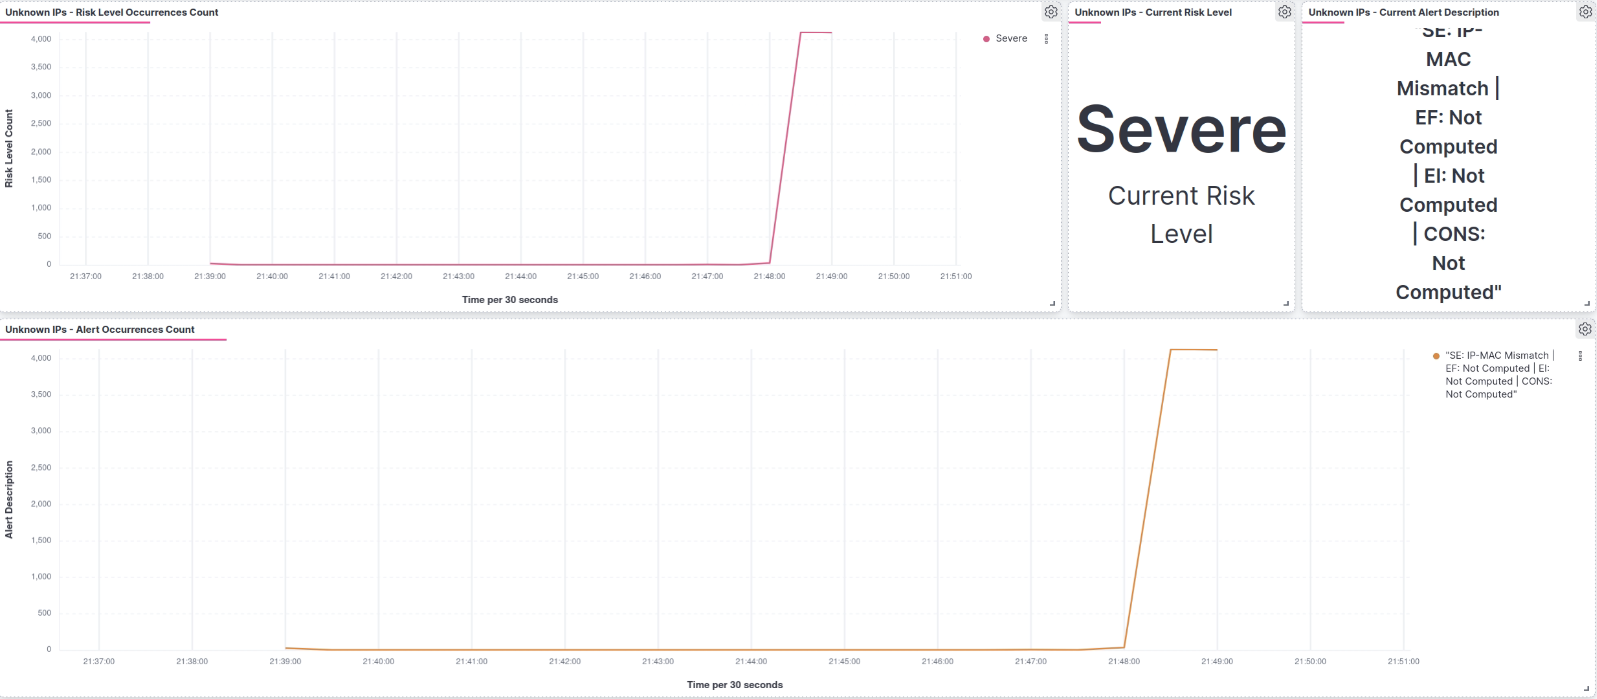 Unknown IPs - Risk Level Occurrences Count
4,000
3,500
3,000
2,500
2,000
1,500
1,000
500
0
Risk Level Count
21:37:00 21:38:00 21:39:00 21:40:00 21:41:00 21:42:00 21:43:00 21:44:00 21:45:00 21:46:00 21:47:00 21:48:00 21:49:00 21:50:00 21:51:00
Time per 30 seconds
Severe
Unknown IPs - Current Risk Level
Severe
Current Risk
Level
Unknown IPs - Current Alert Description
"SE: IP-
MAC
Mismatch |
EF: Not
Computed
| EI: Not
Computed
| CONS:
Not
Computed"
Unknown IPs - Alert Occurrences Count
4,000
3,500
3,000
2,500
2,000
1,500
1,000
500
0
Alert Description
21:37:00 21:38:00 21:39:00 21:40:00 21:41:00 21:42:00 21:43:00 21:44:00 21:45:00 21:46:00 21:47:00 21:48:00 21:49:00 21:50:00 21:51:00
Time per 30 seconds
"SE: IP-MAC Mismatch |
EF: Not Computed | EI:
Not Computed | CONS:
Not Computed"